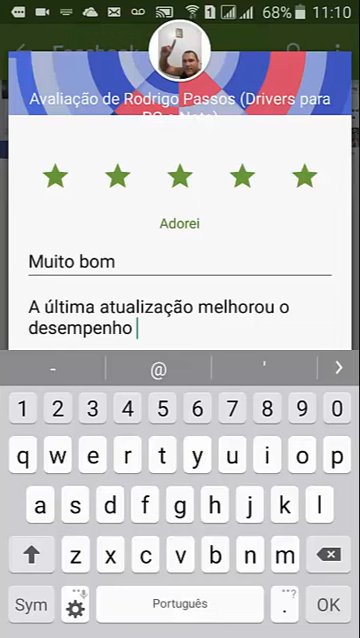 1 68% 11:10
Avaliação de Rodrigo Passos (Drivers para
Adorei
Muito bom
A última atualização melhorou o
desempenho
- @ '
1 2 3 4 5 6 7 8 9 0
q w e r t y u i o p
a s d f g h j k l
z x c v b n m
Sym Português . ...? OK